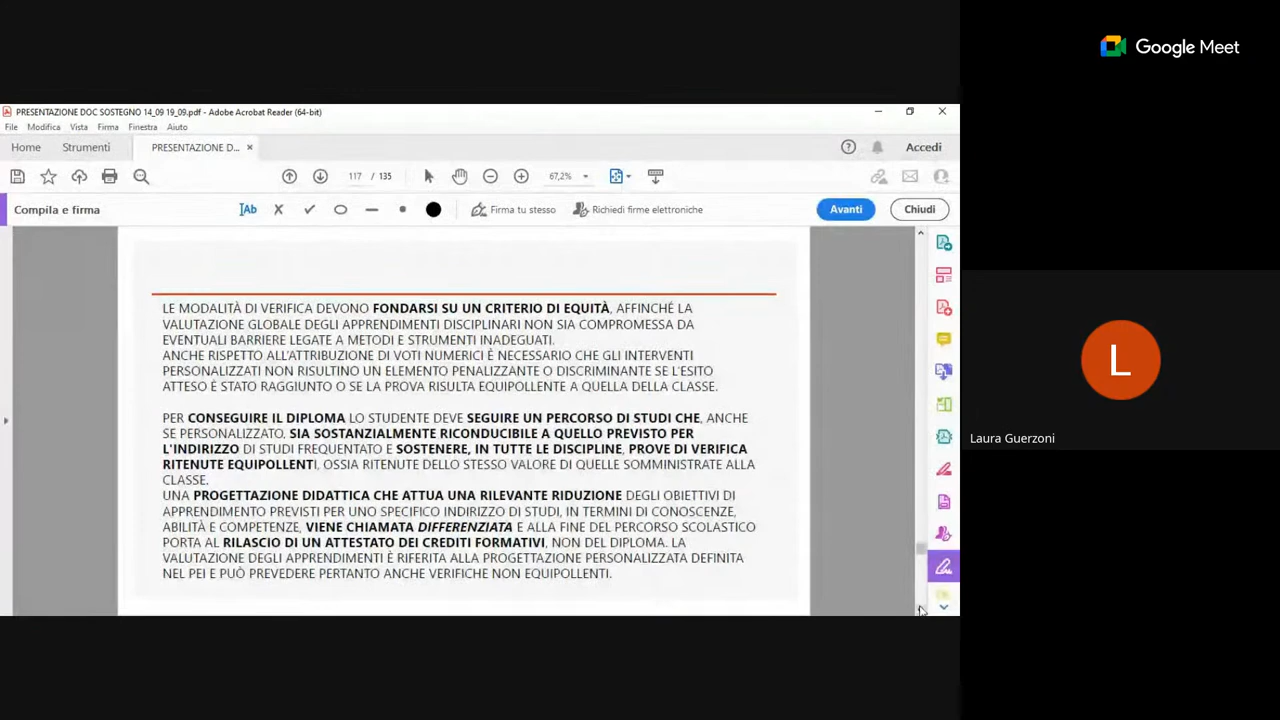 Google Meet
PRESENTAZIONE DOC SOSTEGNO 14_09 19_09.pdf - Adobe Acrobat Reader (64-bit)
File Modifica Vista Firma Finestra Aiuto
Home Strumenti PRESENTAZIONE D... × Accedi
117 / 135 67,2%
Compila e firma Ab Firma tu stesso Richiedi firme elettroniche Avanti Chiudi
LE MODALITÀ DI VERIFICA DEVONO FONDARSI SU UN CRITERIO DI EQUITÀ, AFFINCHÉ LA
VALUTAZIONE GLOBALE DEGLI APPRENDIMENTI DISCIPLINARI NON SIA COMPROMESSA DA
EVENTUALI BARRIERE LEGATE A METODI E STRUMENTI INADEGUATI.
ANCHE RISPETTO ALL'ATTRIBUZIONE DI VOTI NUMERICI È NECESSARIO CHE GLI INTERVENTI
PERSONALIZZATI NON RISULTINO UN ELEMENTO PENALIZZANTE O DISCRIMINANTE SE L'ESITO
ATTESO È STATO RAGGIUNTO O SE LA PROVA RISULTA EQUIPOLLENTE A QUELLA DELLA CLASSE.
PER CONSEGUIRE IL DIPLOMA LO STUDENTE DEVE SEGUIRE UN PERCORSO DI STUDI CHE, ANCHE
SE PERSONALIZZATO, SIA SOSTANZIALMENTE RICONDUCIBILE A QUELLO PREVISTO PER
L'INDIRIZZO DI STUDI FREQUENTATO E SOSTENERE, IN TUTTE LE DISCIPLINE, PROVE DI VERIFICA
RITENUTE EQUIPOLLENTI, OSSIA RITENUTE DELLO STESSO VALORE DI QUELLE SOMMINISTRATE ALLA
CLASSE.
UNA PROGETTAZIONE DIDATTICA CHE ATTUA UNA RILEVANTE RIDUZIONE DEGLI OBIETTIVI DI
APPRENDIMENTO PREVISTI PER UNO SPECIFICO INDIRIZZO DI STUDI, IN TERMINI DI CONOSCENZE,
ABILITÀ E COMPETENZE, VIENE CHIAMATA DIFFERENZIATA E ALLA FINE DEL PERCORSO SCOLASTICO
PORTA AL RILASCIO DI UN ATTESTATO DEI CREDITI FORMATIVI, NON DEL DIPLOMA. LA
VALUTAZIONE DEGLI APPRENDIMENTI È RIFERITA ALLA PROGETTAZIONE PERSONALIZZATA DEFINITA
NEL PEI E PUÒ PREVEDERE PERTANTO ANCHE VERIFICHE NON EQUIPOLLENTI.
L
Laura Guerzoni